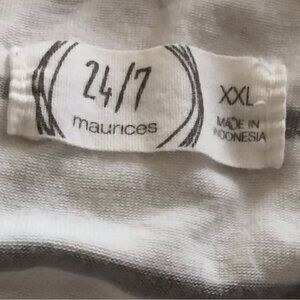 24/7
maurices
XXL
MADE IN
INDONESIA